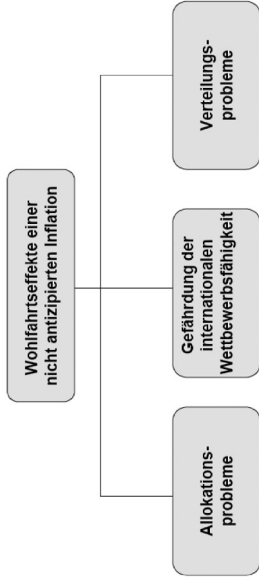 Wohlfahrtseffekte einer
nicht antizipierten Inflation
Allokations-
probleme
Gefährdung der
internationalen
Wettbewerbsfähigkeit
Verteilungs-
probleme